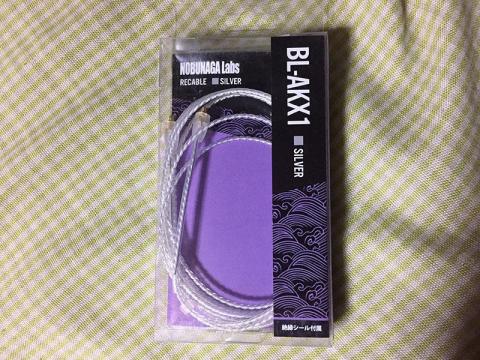 NOBUNAGA Labs
RECABLE SILVER
BL-AKX1
SILVER
絶縁シール付属